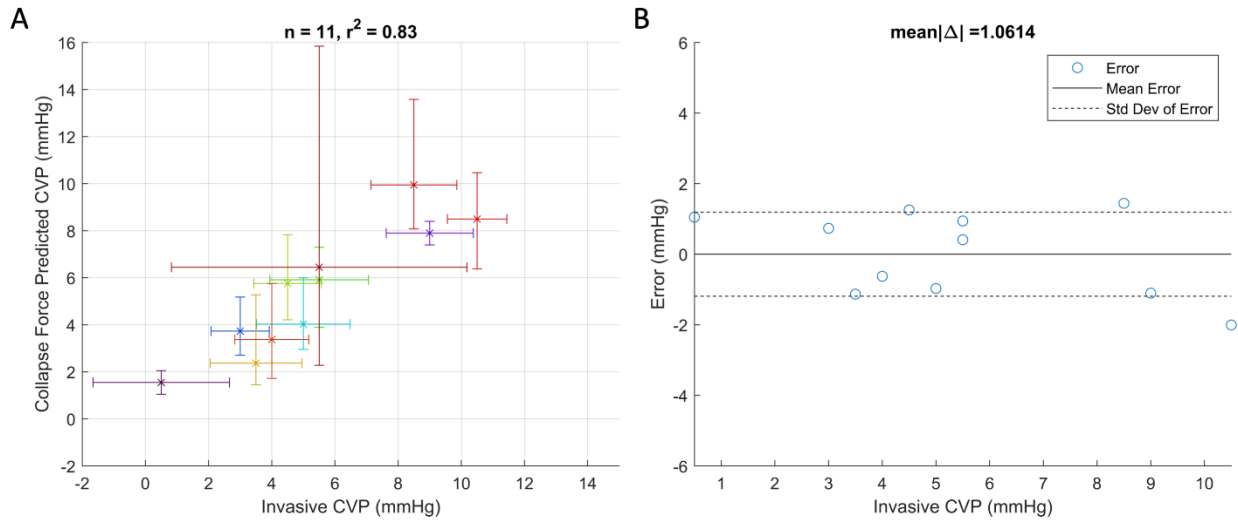 A
n = 11, r² = 0.83
Collapse Force Predicted CVP (mmHg)
16
14
12
10
8
6
4
2
0
-2
-2 0 2 4 6 8 10 12 14
Invasive CVP (mmHg)
B
mean|Δ| =1.0614
Error
Mean Error
Std Dev of Error
Error (mmHg)
6
4
2
0
-2
-4
-6
1 2 3 4 5 6 7 8 9 10
Invasive CVP (mmHg)